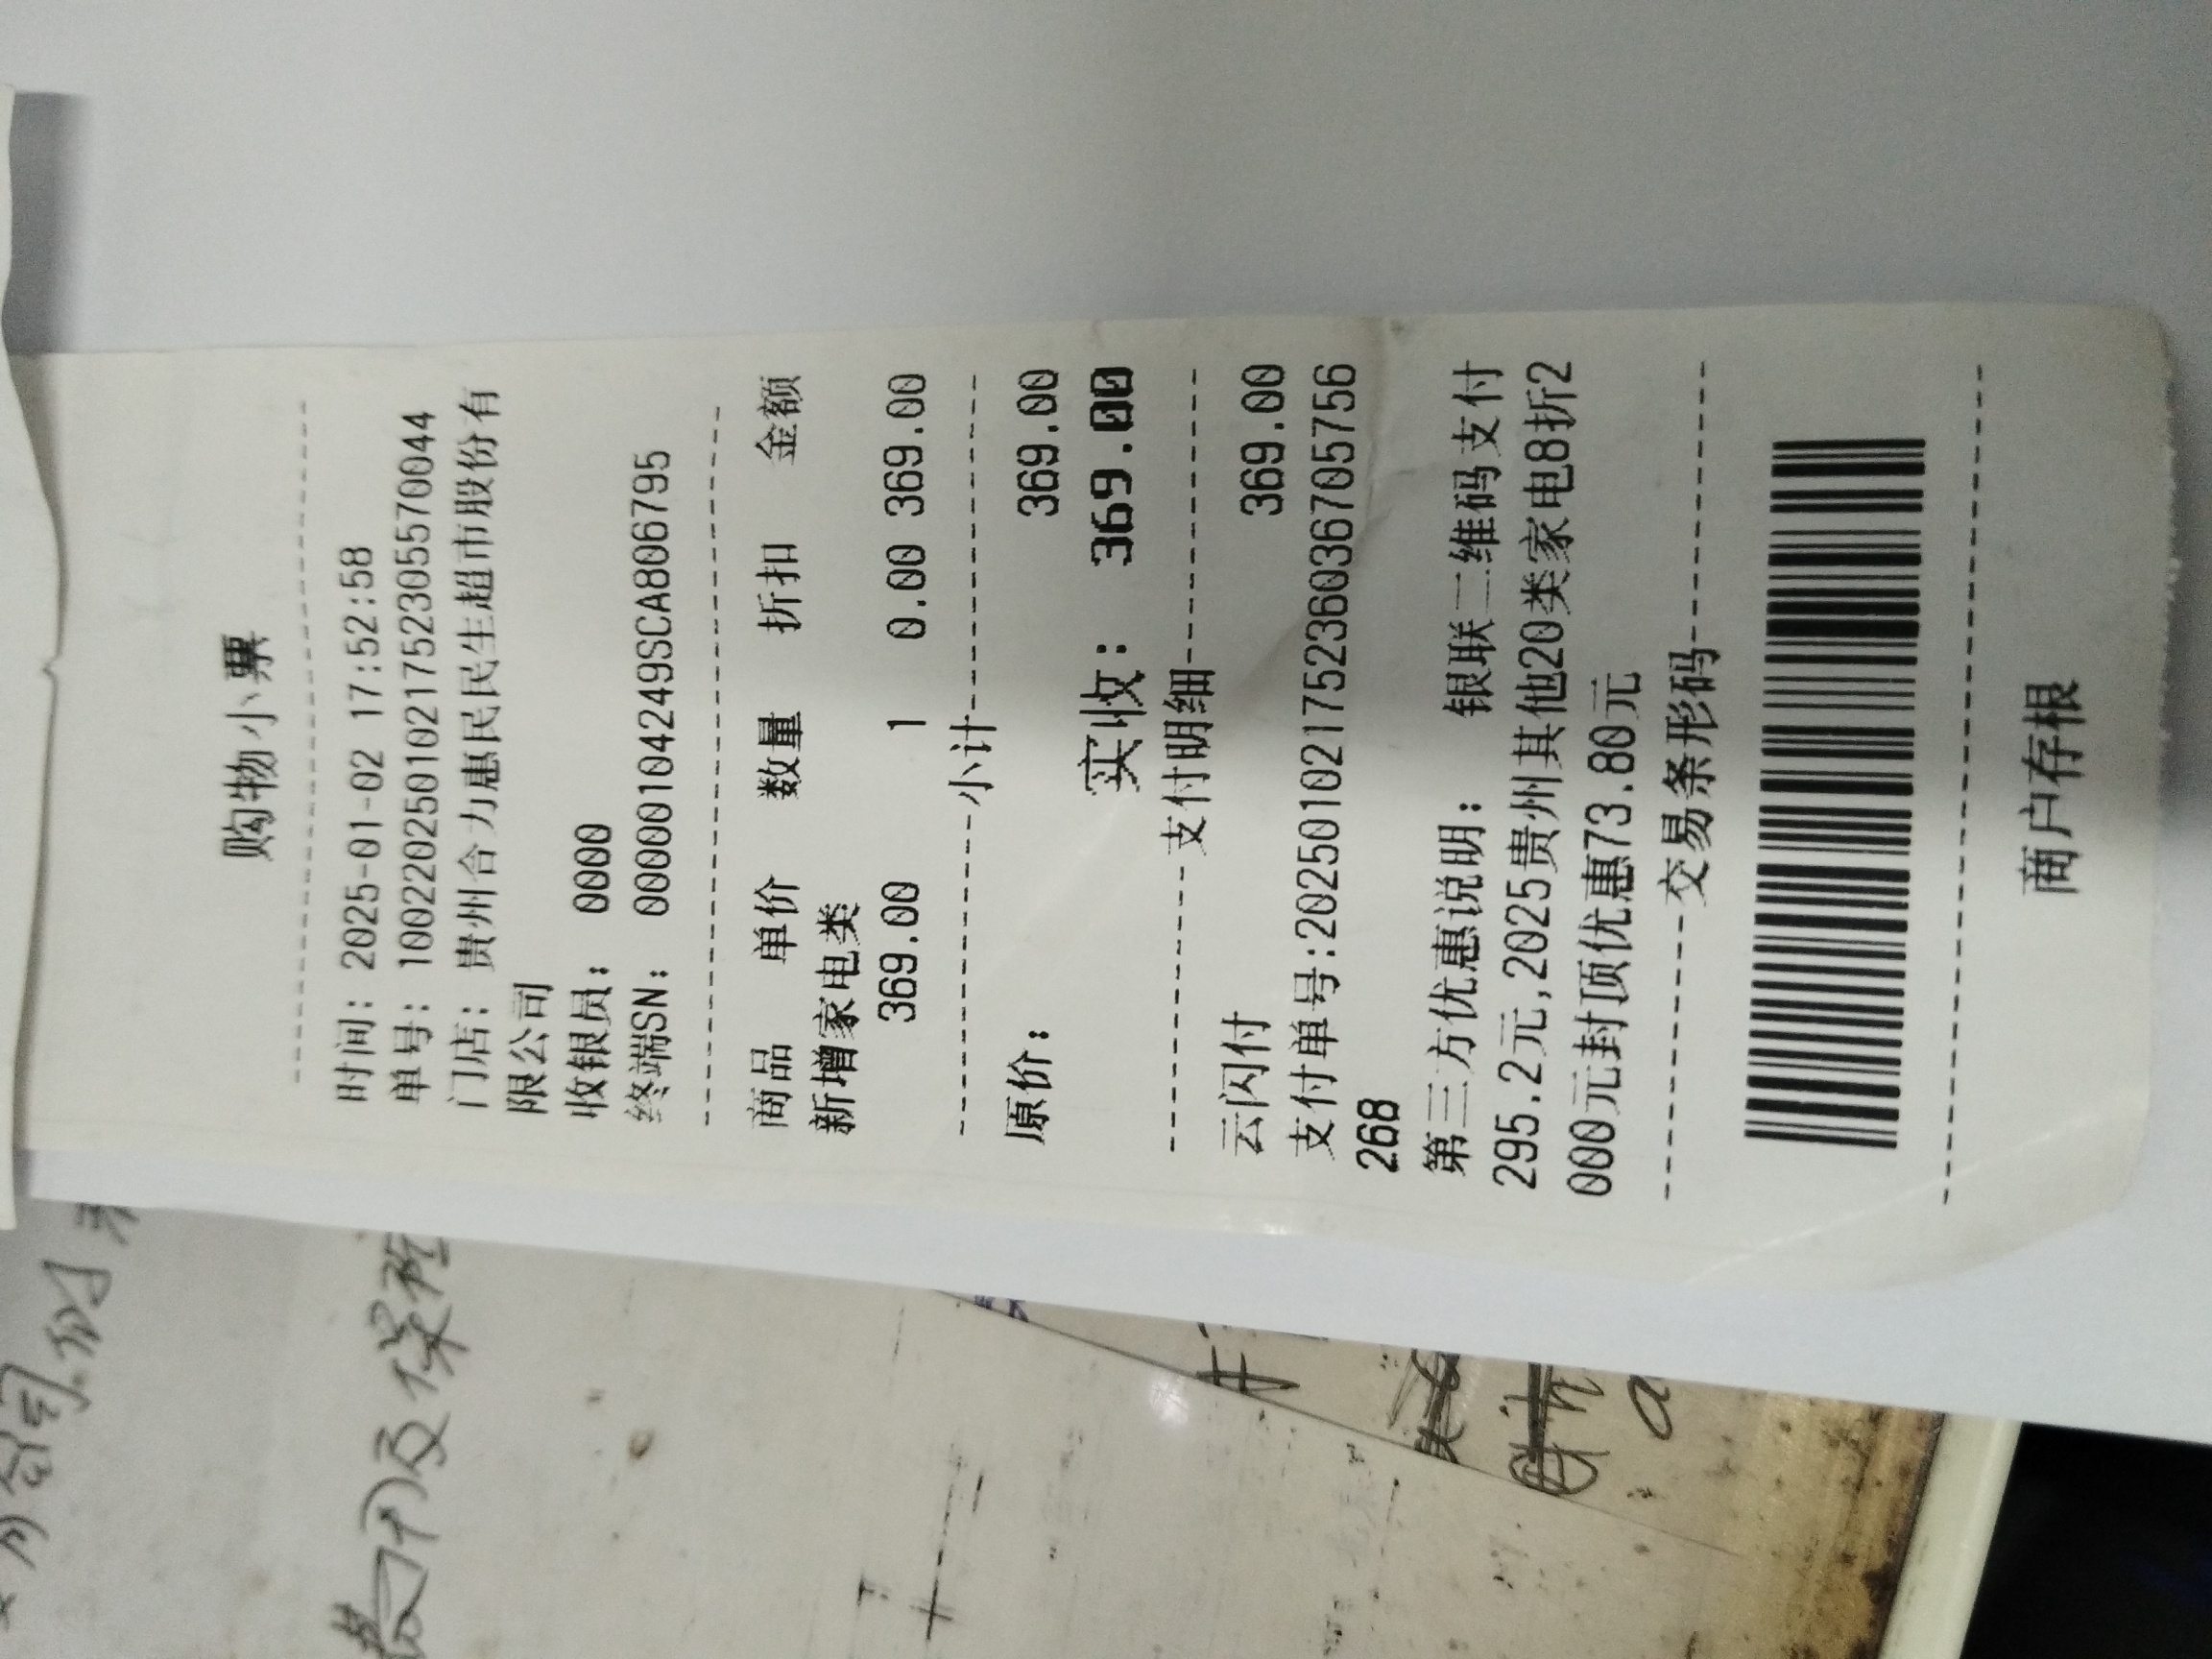 购物小票
时间: 2025-01-02 17:52:58
单号: 10022025010217523055570044
门店: 贵州合力惠民民生超市股份有
限公司
收银员: 0000
终端SN: 00000104249SCA806795
商品 单价 数量 折扣 金额
新增家电类
369.00 1 0.00 369.00
小计
原价: 369.00
实收: 369.00
支付明细
云闪付 369.00
支付单号:20250102175236036705756
268
第三方优惠说明: 银联二维码支付
295.2元,2025贵州其他20类家电8折2
000元封顶优惠73.80元
交易条形码
商户存根